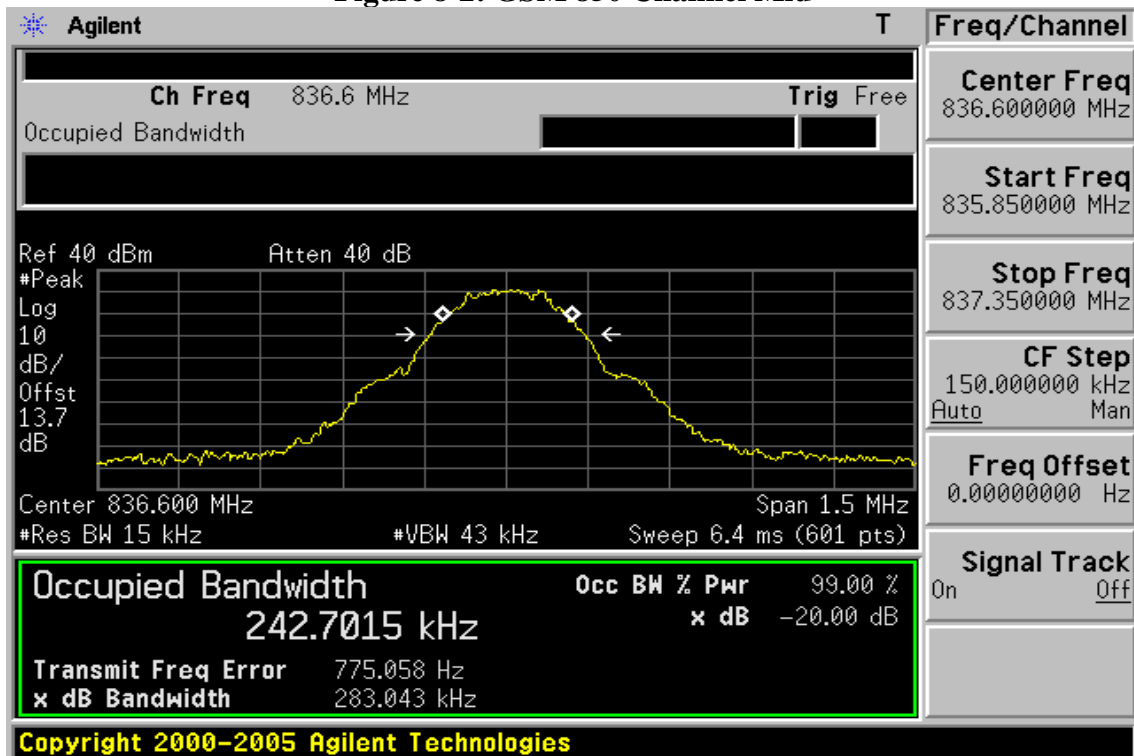 Agilent T
Freq/Channel
Ch Freq 836.6 MHz Trig Free
Occupied Bandwidth
Center Freq
836.600000 MHz
Start Freq
835.850000 MHz
Stop Freq
837.350000 MHz
CF Step
150.000000 kHz
Auto Man
Freq Offset
0.00000000 Hz
Signal Track
On Off
Ref 40 dBm Atten 40 dB
#Peak
Log
10
dB/
Offst
13.7
dB
Center 836.600 MHz Span 1.5 MHz
#Res BW 15 kHz #VBW 43 kHz Sweep 6.4 ms (601 pts)
Occupied Bandwidth
242.7015 kHz
Occ BW % Pwr 99.00 %
x dB -20.00 dB
Transmit Freq Error 775.058 Hz
x dB Bandwidth 283.043 kHz
Copyright 2000-2005 Agilent Technologies